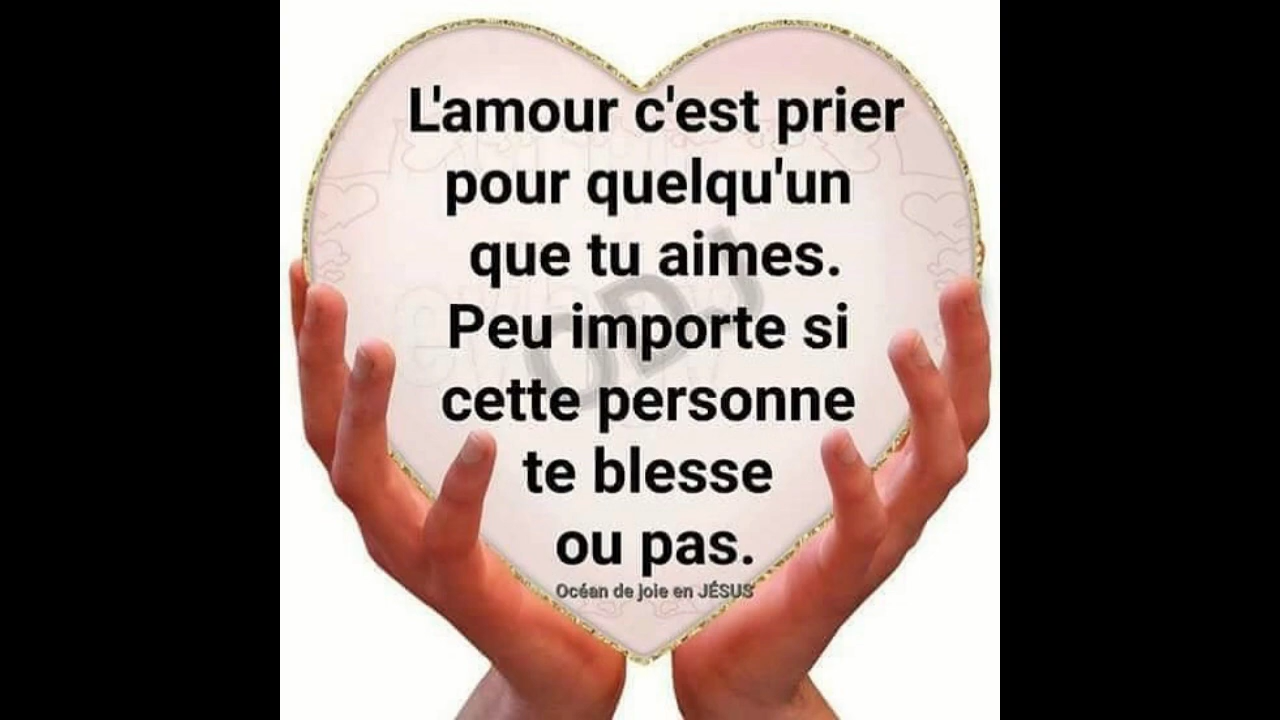 L'amour c'est prier
pour quelqu'un
que tu aimes.
Peu importe si
cette personne
te blesse
ou pas.
Océan de joie en JÉSUS
ODJ